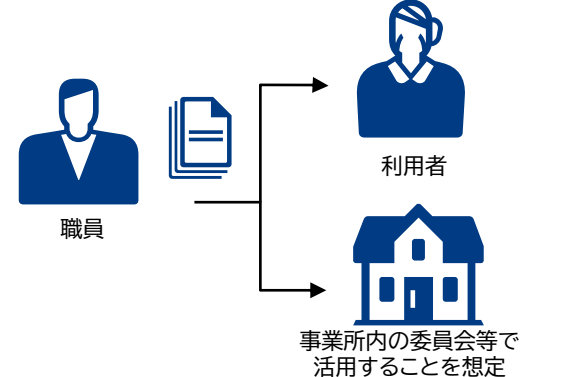 利用者
職員
事業所内の委員会等で
活用することを想定